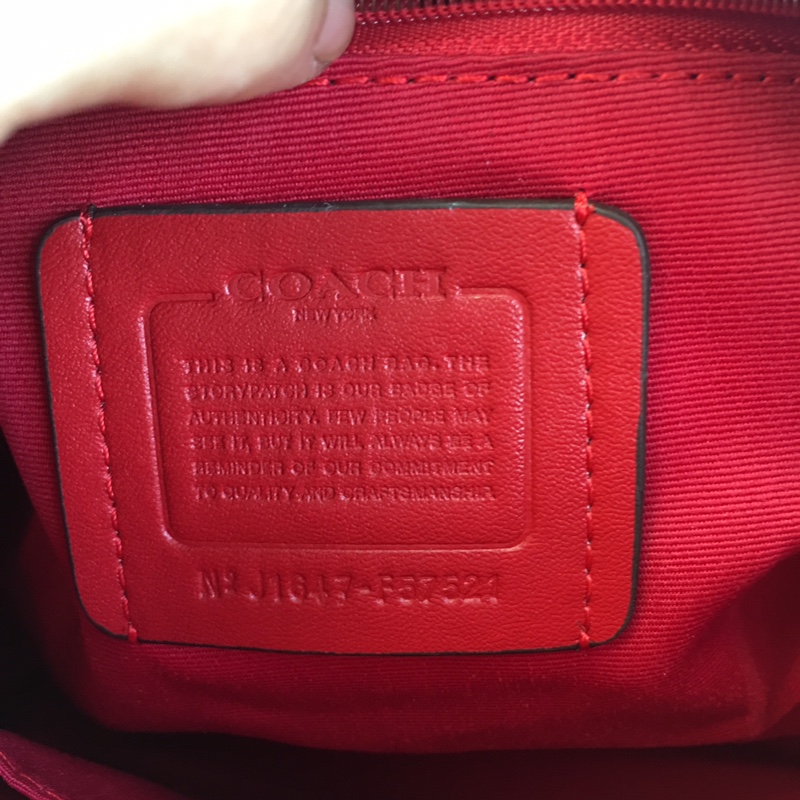 COACH
NEW YORK
THIS IS A COACH BAG. THE
STORYPATCH IS OUR BADGE OF
AUTHENTICITY. FEW PEOPLE MAY
SEE IT, BUT IT WILL ALWAYS BE A
REMINDER OF OUR COMMITMENT
TO QUALITY, AND CRAFTSMANSHIP.
Nº J1647-F57521